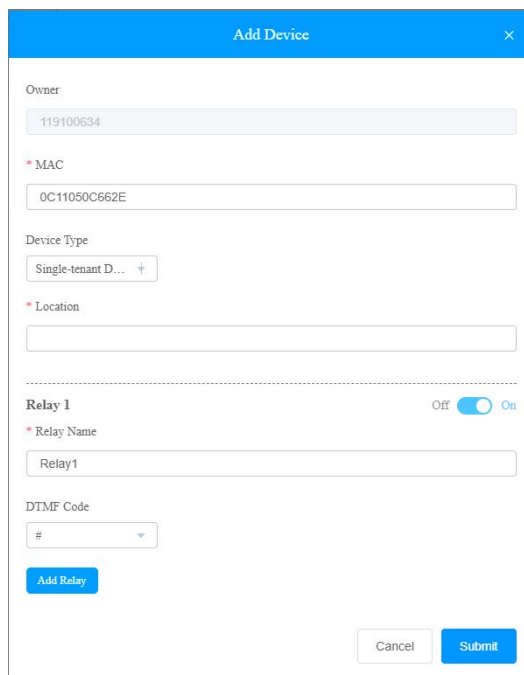 Add Device
Owner
119100634
* MAC
0C11050C662E
Device Type
Single-tenant D...
* Location
Relay 1 Off On
* Relay Name
Relay1
DTMF Code
#
Add Relay
Cancel Submit